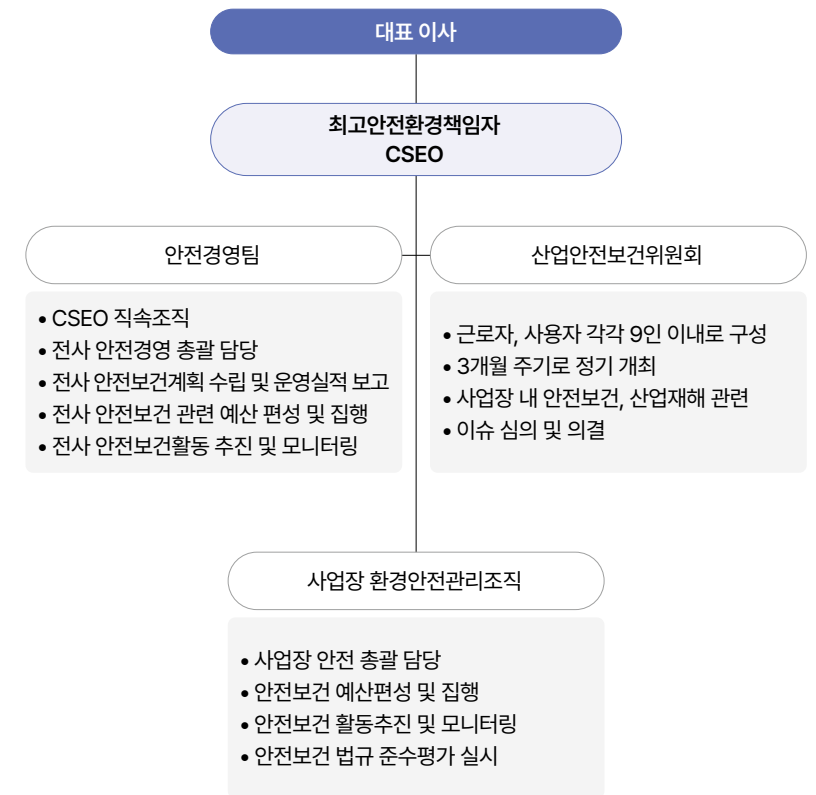 대표 이사
최고안전환경책임자
CSEO
안전경영팀
• CSEO 직속조직
• 전사 안전경영 총괄 담당
• 전사 안전보건계획 수립 및 운영실적 보고
• 전사 안전보건 관련 예산 편성 및 집행
• 전사 안전보건활동 추진 및 모니터링
산업안전보건위원회
• 근로자, 사용자 각각 9인 이내로 구성
• 3개월 주기로 정기 개최
• 사업장 내 안전보건, 산업재해 관련
• 이슈 심의 및 의결
사업장 환경안전관리조직
• 사업장 안전 총괄 담당
• 안전보건 예산편성 및 집행
• 안전보건 활동추진 및 모니터링
• 안전보건 법규 준수평가 실시